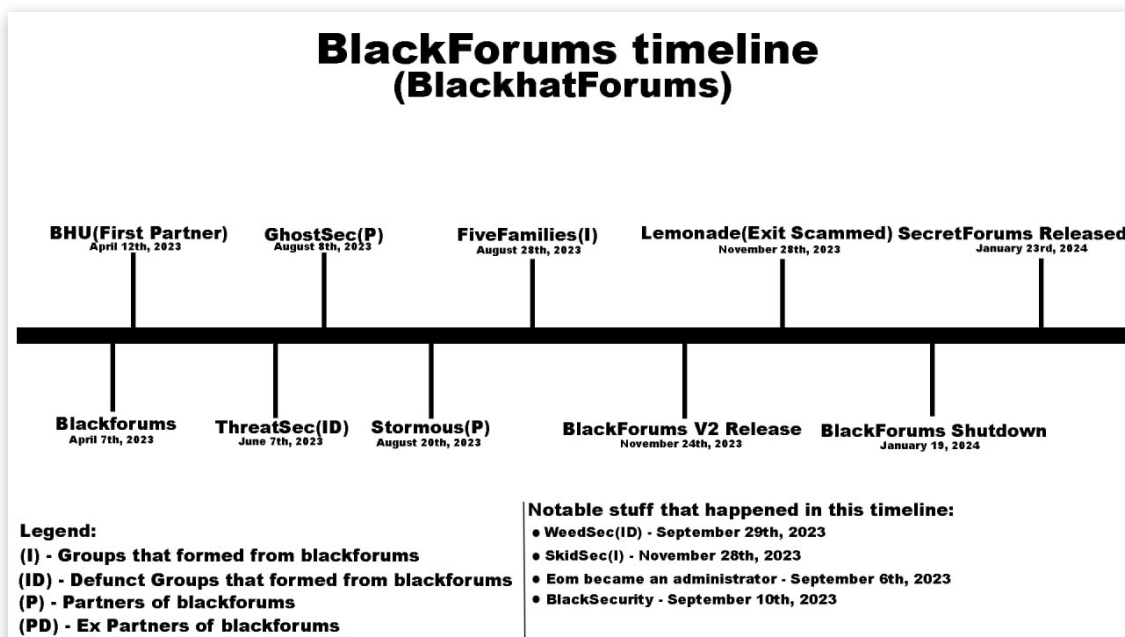 BlackForums timeline
(BlackhatForums)
BHU(First Partner)
April 12th, 2023
GhostSec(P)
August 8th, 2023
FiveFamilies(I)
August 28th, 2023
Lemonade(Exit Scammed)
November 28th, 2023
SecretForums Released
January 23rd, 2024
Blackforums
April 7th, 2023
ThreatSec(ID)
June 7th, 2023
Stormous(P)
August 20th, 2023
BlackForums V2 Release
November 24th, 2023
BlackForums Shutdown
January 19, 2024
Legend:
(I) - Groups that formed from blackforums
(ID) - Defunct Groups that formed from blackforums
(P) - Partners of blackforums
(PD) - Ex Partners of blackforums
Notable stuff that happened in this timeline:
● WeedSec(ID) - September 29th, 2023
● SkidSec(I) - November 28th, 2023
● Eom became an administrator - September 6th, 2023
● BlackSecurity - September 10th, 2023